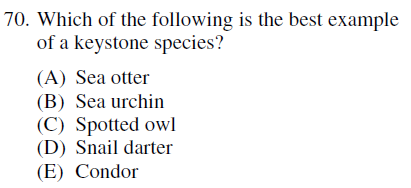 70. Which of the following is the best example
of a keystone species?
(A) Sea otter
(B) Sea urchin
(C) Spotted owl
(D) Snail darter
(E) Condor